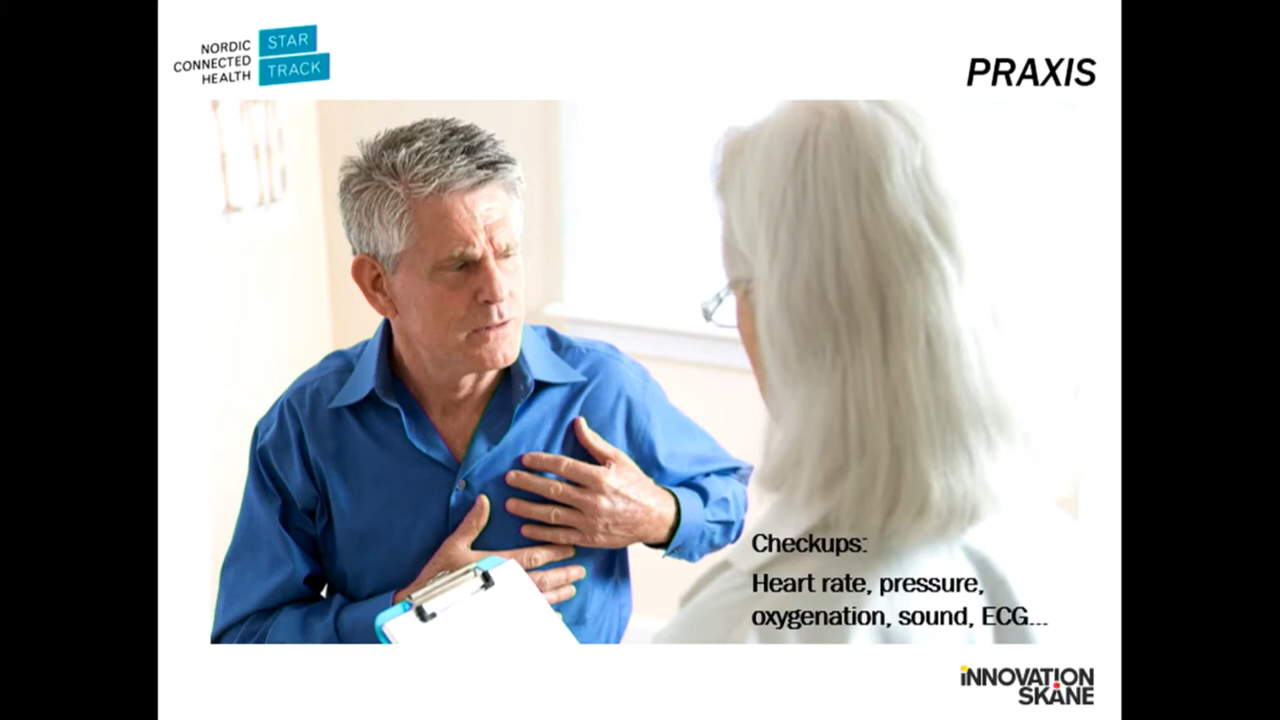 NORDIC
CONNECTED
HEALTH
STAR
TRACK
PRAXIS
Checkups:
Heart rate, pressure,
oxygenation, sound, ECG...
INNOVATION
SKÅNE